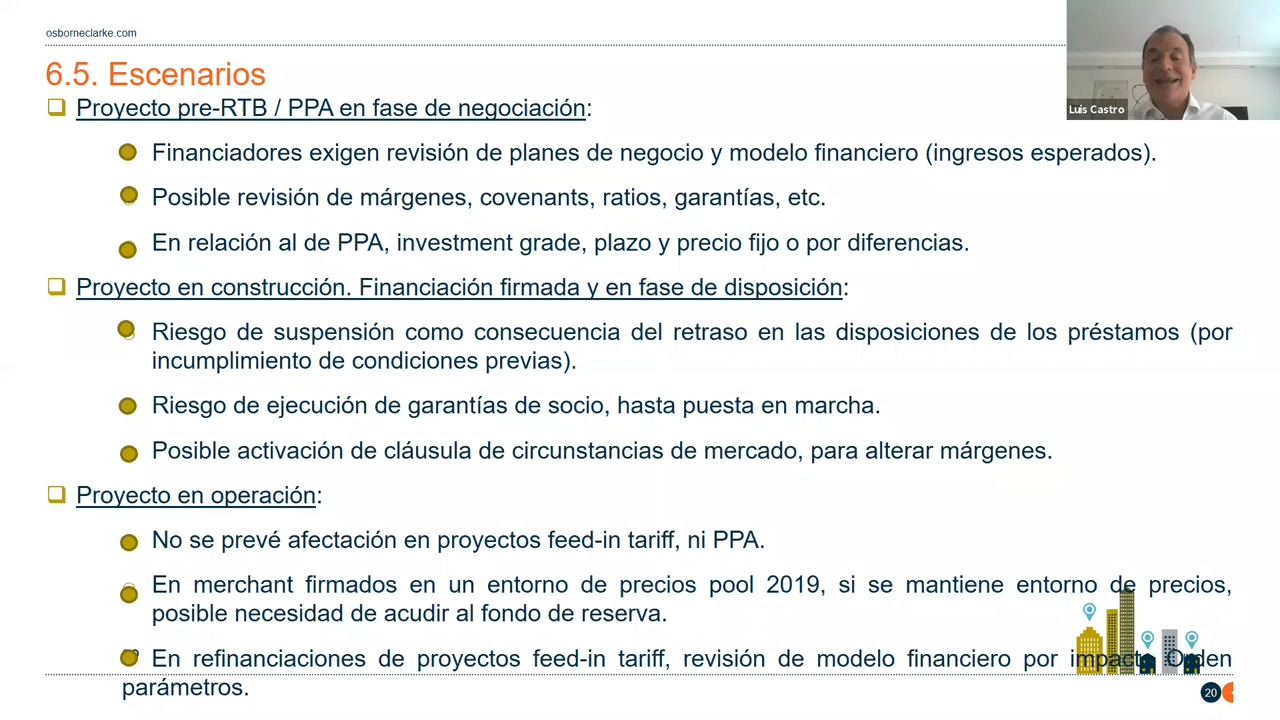 osborneclarke.com
6.5. Escenarios
Luis Castro
Proyecto pre-RTB / PPA en fase de negociación:
Financiadores exigen revisión de planes de negocio y modelo financiero (ingresos esperados).
Posible revisión de márgenes, covenants, ratios, garantías, etc.
En relación al de PPA, investment grade, plazo y precio fijo o por diferencias.
Proyecto en construcción. Financiación firmada y en fase de disposición:
Riesgo de suspensión como consecuencia del retraso en las disposiciones de los préstamos (por
incumplimiento de condiciones previas).
Riesgo de ejecución de garantías de socio, hasta puesta en marcha.
Posible activación de cláusula de circunstancias de mercado, para alterar márgenes.
Proyecto en operación:
No se prevé afectación en proyectos feed-in tariff, ni PPA.
En merchant firmados en un entorno de precios pool 2019, si se mantiene entorno de precios,
posible necesidad de acudir al fondo de reserva.
En refinanciaciones de proyectos feed-in tariff, revisión de modelo financiero por impacto Orden
parámetros.
20